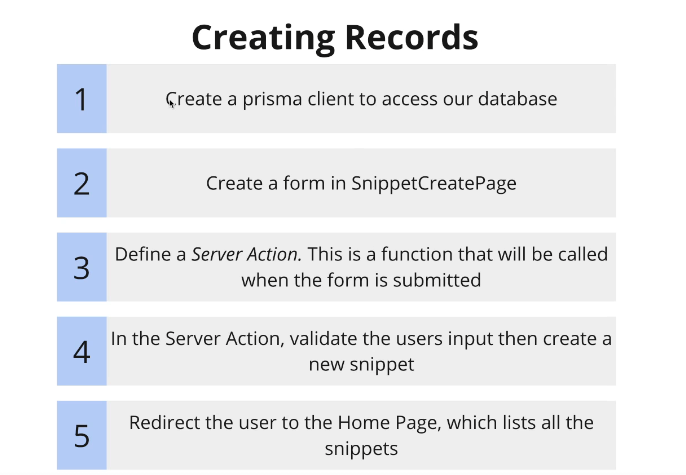 Creating Records
1
Create a prisma client to access our database
2
Create a form in SnippetCreatePage
3
Define a Server Action. This is a function that will be called
when the form is submitted
4
In the Server Action, validate the users input then create a
new snippet
5
Redirect the user to the Home Page, which lists all the
snippets